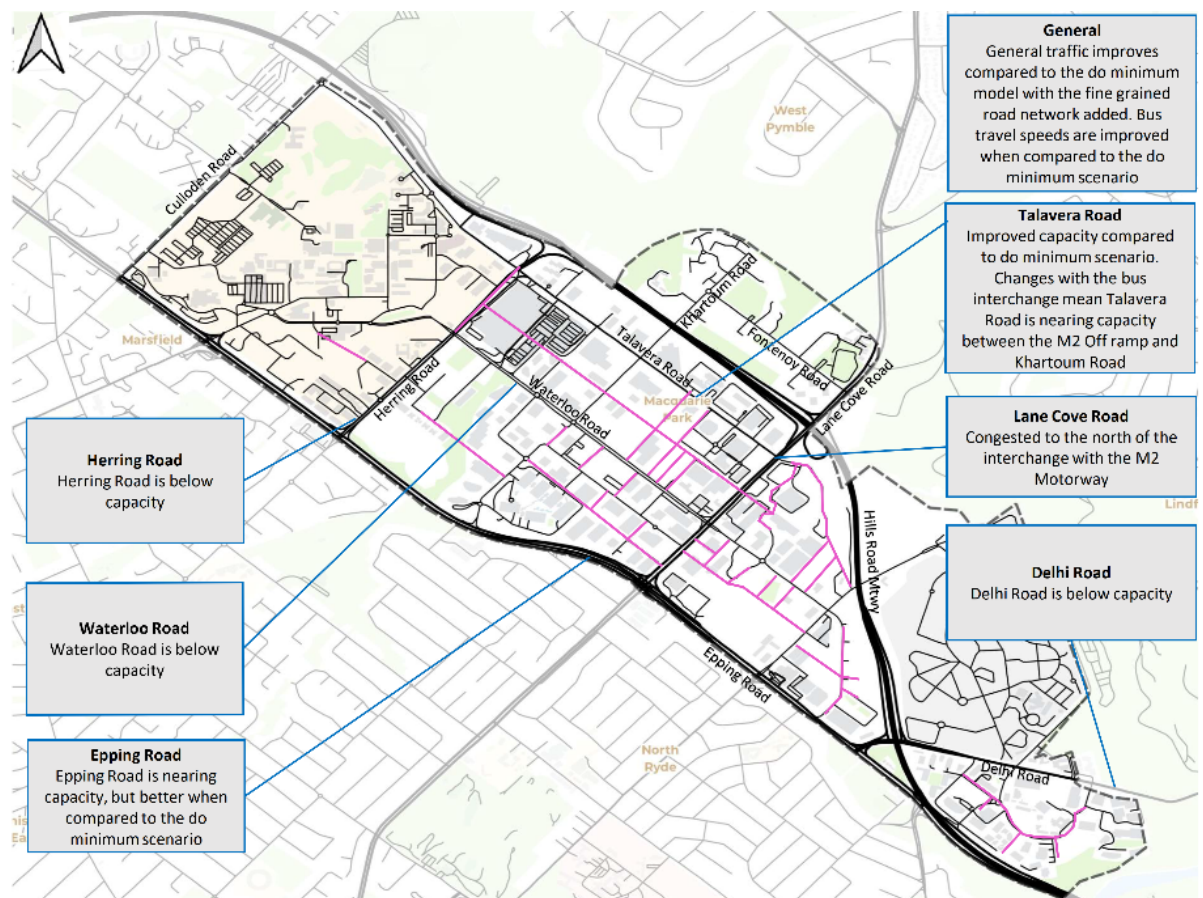 General
General traffic improves
compared to the do minimum
model with the fine grained
road network added. Bus
travel speeds are improved
when compared to the do
minimum scenario
West
Pymble
Culloden Road
Talavera Road
Improved capacity compared
to do minimum scenario.
Changes with the bus
interchange mean Talavera
Road is nearing capacity
between the M2 Off ramp and
Khartoum Road
Khartoum Road
Fontenoy Road
Marsfield
Talavera Road
Herring Road
Waterloo Road
Macquarie
Park
Lane Cove Road
Lane Cove Road
Congested to the north of the
interchange with the M2
Motorway
Herring Road
Herring Road is below
capacity
Lindf
Hills Road Mtwy
Delhi Road
Delhi Road is below capacity
Waterloo Road
Waterloo Road is below
capacity
Epping Road
North
Ryde
Delhi Road
Epping Road
Epping Road is nearing
capacity, but better when
compared to the do
minimum scenario